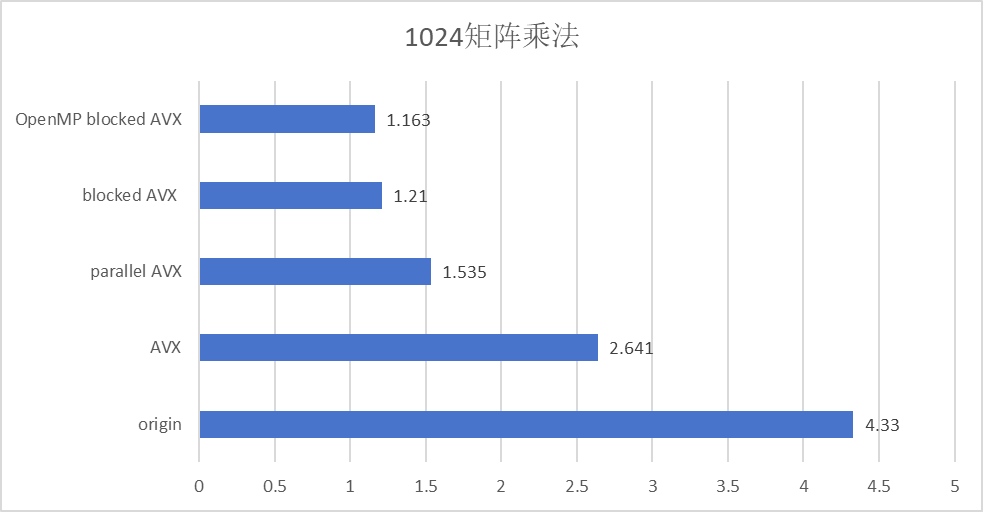 1024矩阵乘法
OpenMP blocked AVX
1.163
blocked AVX
1.21
parallel AVX
1.535
AVX
2.641
origin
4.33
0 0.5 1 1.5 2 2.5 3 3.5 4 4.5 5